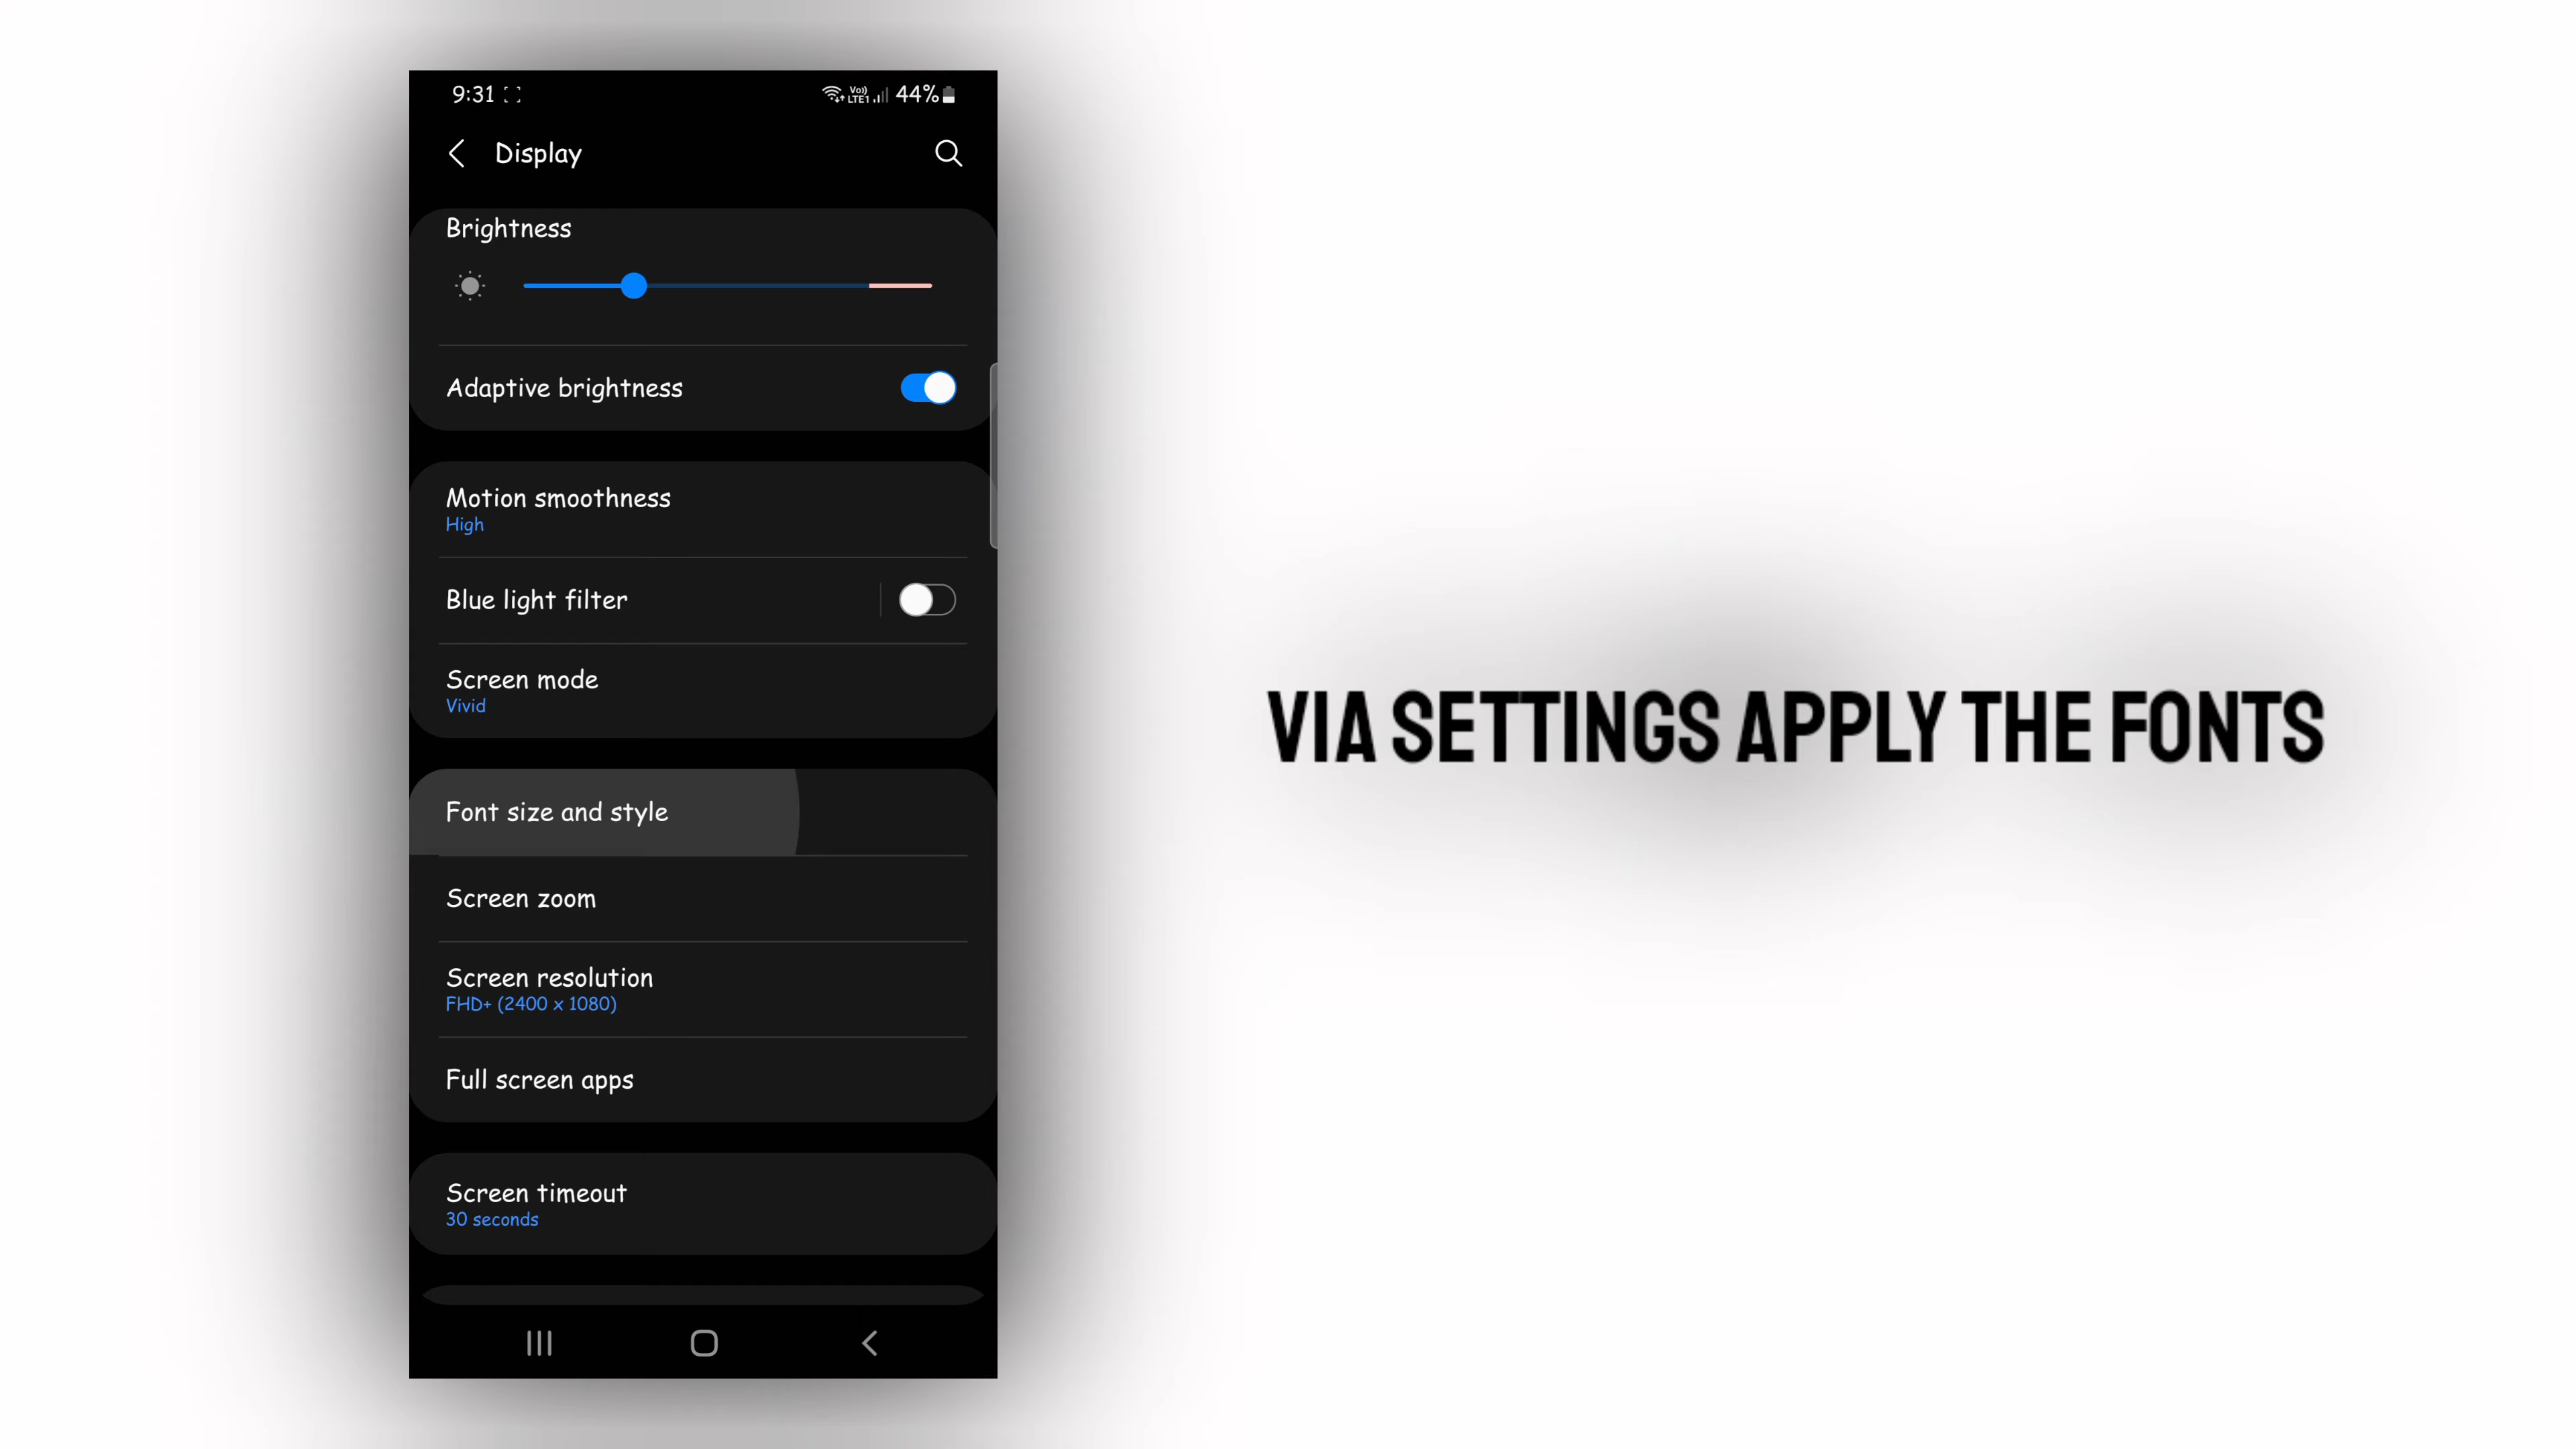 9:31 Vo)) LTE1 44%
Display
Brightness
Adaptive brightness
Motion smoothness
High
Blue light filter
Screen mode
Vivid
VIA SETTINGS APPLY THE FONTS
Font size and style
Screen zoom
Screen resolution
FHD+ (2400 x 1080)
Full screen apps
Screen timeout
30 seconds